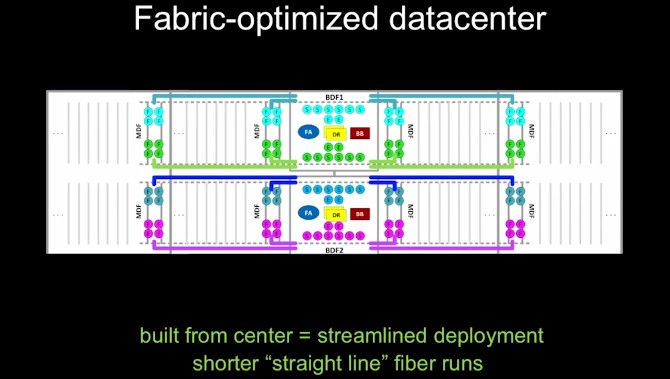 Fabric-optimized datacenter
BDF1
MDF
MDF
MDF
MDF
S S S S S S
E E
FA DR BB
E E
S S S S S S
MDF
MDF
MDF
MDF
S S S S S S
E E
FA DR BB
E E
S S S S S S
BDF2
built from center = streamlined deployment
shorter “straight line” fiber runs